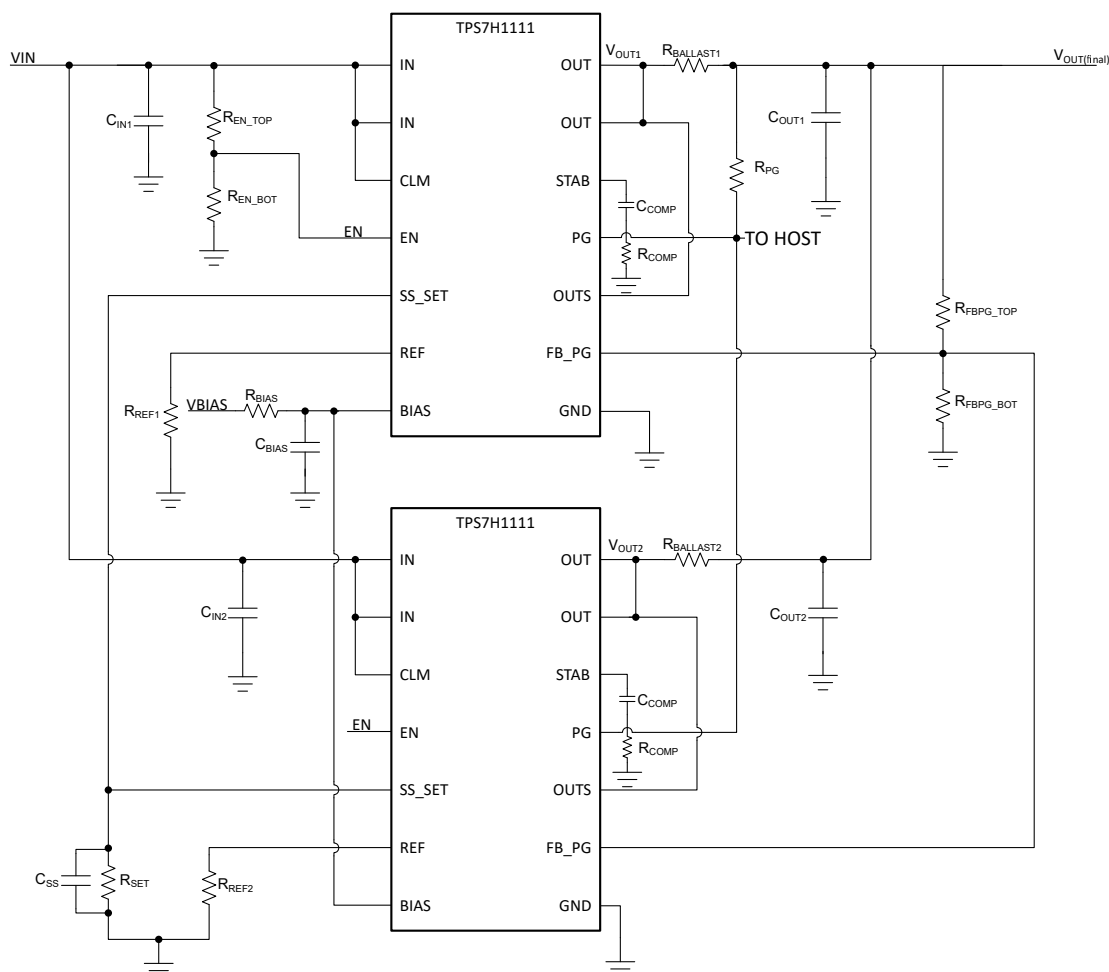 TPS7H1111
VIN
IN
OUT
VOUT1
RBALLAST1
VOUT(final)
CIN1
REN_TOP
IN
OUT
COUT1
RPG
REN_BOT
CLM
STAB
CCOMP
EN
EN
PG
TO HOST
RCOMP
SS_SET
OUTS
RFBPG_TOP
REF
FB_PG
RREF1
VBIAS
RBIAS
BIAS
GND
RFBPG_BOT
CBIAS
TPS7H1111
IN
OUT
VOUT2
RBALLAST2
CIN2
IN
OUT
COUT2
CLM
STAB
CCOMP
EN
EN
PG
RCOMP
SS_SET
OUTS
REF
FB_PG
CSS
RSET
RREF2
BIAS
GND